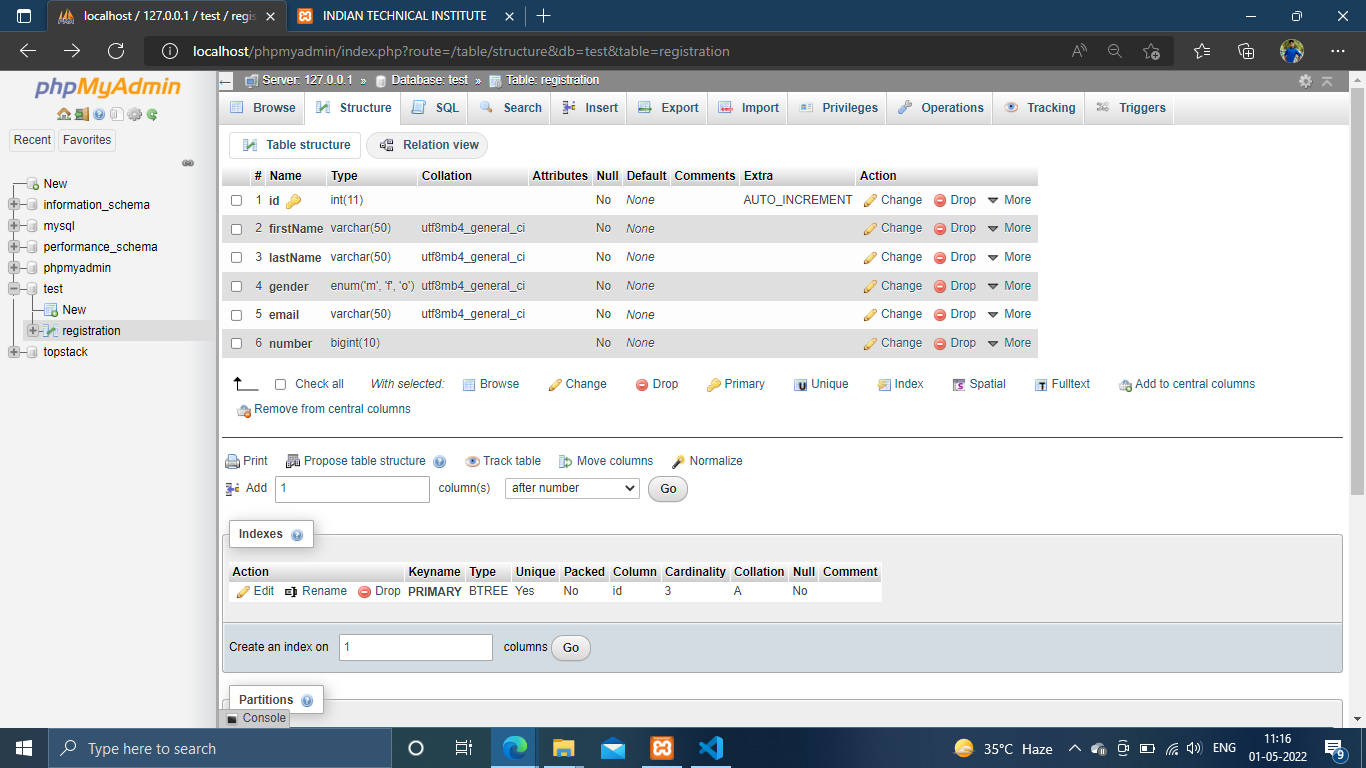 localhost / 127.0.0.1 / test / regis
INDIAN TECHNICAL INSTITUTE
localhost/phpmyadmin/index.php?route=/table/structure&db=test&table=registration
phpMyAdmin
Recent Favorites
New
information_schema
mysql
performance_schema
phpmyadmin
test
New
registration
topstack
Server: 127.0.0.1 » Database: test » Table: registration
Browse Structure SQL Search Insert Export Import Privileges Operations Tracking Triggers
Table structure Relation view
# Name Type Collation Attributes Null Default Comments Extra Action
1 id int(11) No None AUTO_INCREMENT Change Drop More
2 firstName varchar(50) utf8mb4_general_ci No None Change Drop More
3 lastName varchar(50) utf8mb4_general_ci No None Change Drop More
4 gender enum('m', 'f', 'o') utf8mb4_general_ci No None Change Drop More
5 email varchar(50) utf8mb4_general_ci No None Change Drop More
6 number bigint(10) No None Change Drop More
Check all With selected: Browse Change Drop Primary Unique Index Spatial Fulltext Add to central columns
Remove from central columns
Print Propose table structure Track table Move columns Normalize
Add 1 column(s) after number Go
Indexes
Action Keyname Type Unique Packed Column Cardinality Collation Null Comment
Edit Rename Drop PRIMARY BTREE Yes No id 3 A No
Create an index on 1 columns Go
Partitions
Console
Type here to search
35°C Haze
ENG
11:16
01-05-2022
9